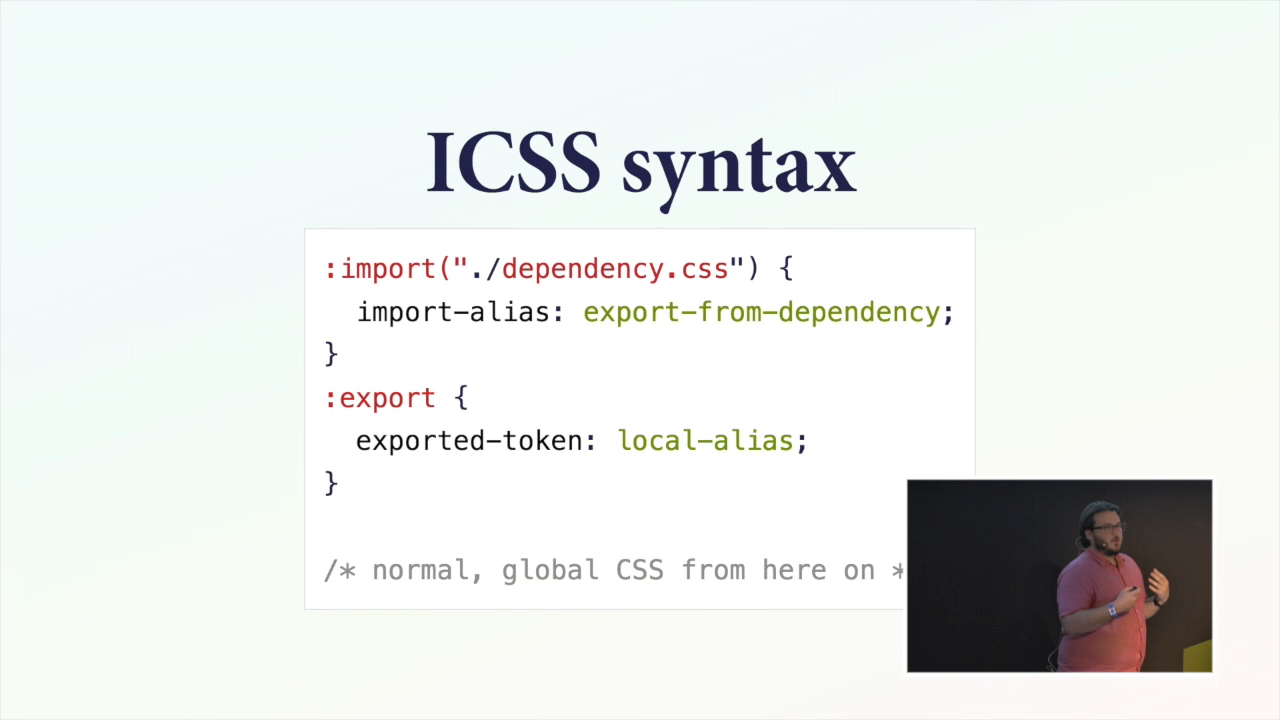 ICSS syntax
:import("./dependency.css") {
import-alias: export-from-dependency;
}
:export {
exported-token: local-alias;
}
/* normal, global CSS from here on *